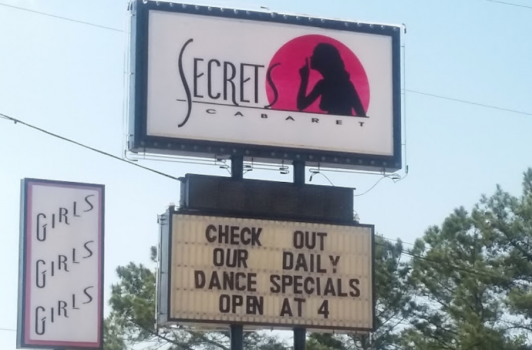 SECRETS
CABARET
GIRLS
GIRLS
GIRLS
CHECK OUT
OUR DAILY
DANCE SPECIALS
OPEN AT 4